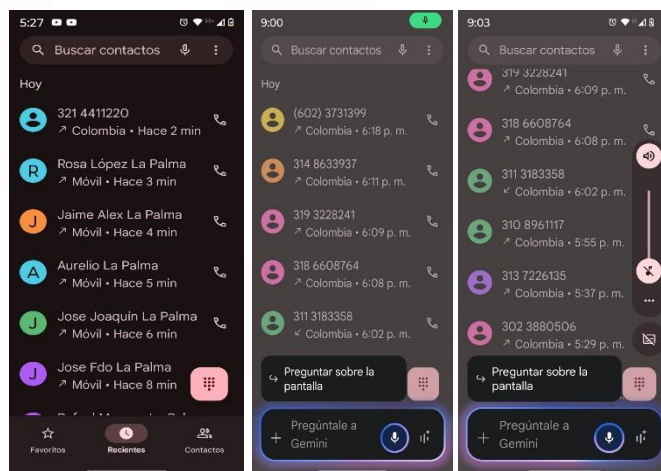 5:27
Buscar contactos
Hoy
321 4411220
Colombia • Hace 2 min
R
Rosa López La Palma
Móvil • Hace 3 min
J
Jaime Alex La Palma
Móvil • Hace 4 min
A
Aurelio La Palma
Móvil • Hace 5 min
J
Jose Joaquín La Palma
Móvil • Hace 6 min
J
Jose Fdo La Palma
Móvil • Hace 8 min
Favoritos
Recientes
Contactos
9:00
Buscar contactos
Hoy
(602) 3731399
Colombia • 6:18 p. m.
314 8633937
Colombia • 6:11 p. m.
319 3228241
Colombia • 6:09 p. m.
318 6608764
Colombia • 6:08 p. m.
311 3183358
Colombia • 6:02 p. m.
Preguntar sobre la
pantalla
Pregúntale a
Gemini
9:03
Buscar contactos
319 3228241
Colombia • 6:09 p. m.
318 6608764
Colombia • 6:08 p. m.
311 3183358
Colombia • 6:02 p. m.
310 8961117
Colombia • 5:55 p. m.
313 7226135
Colombia • 5:37 p. m.
302 3880506
Colombia • 5:29 p. m.
Preguntar sobre la
pantalla
Pregúntale a
Gemini